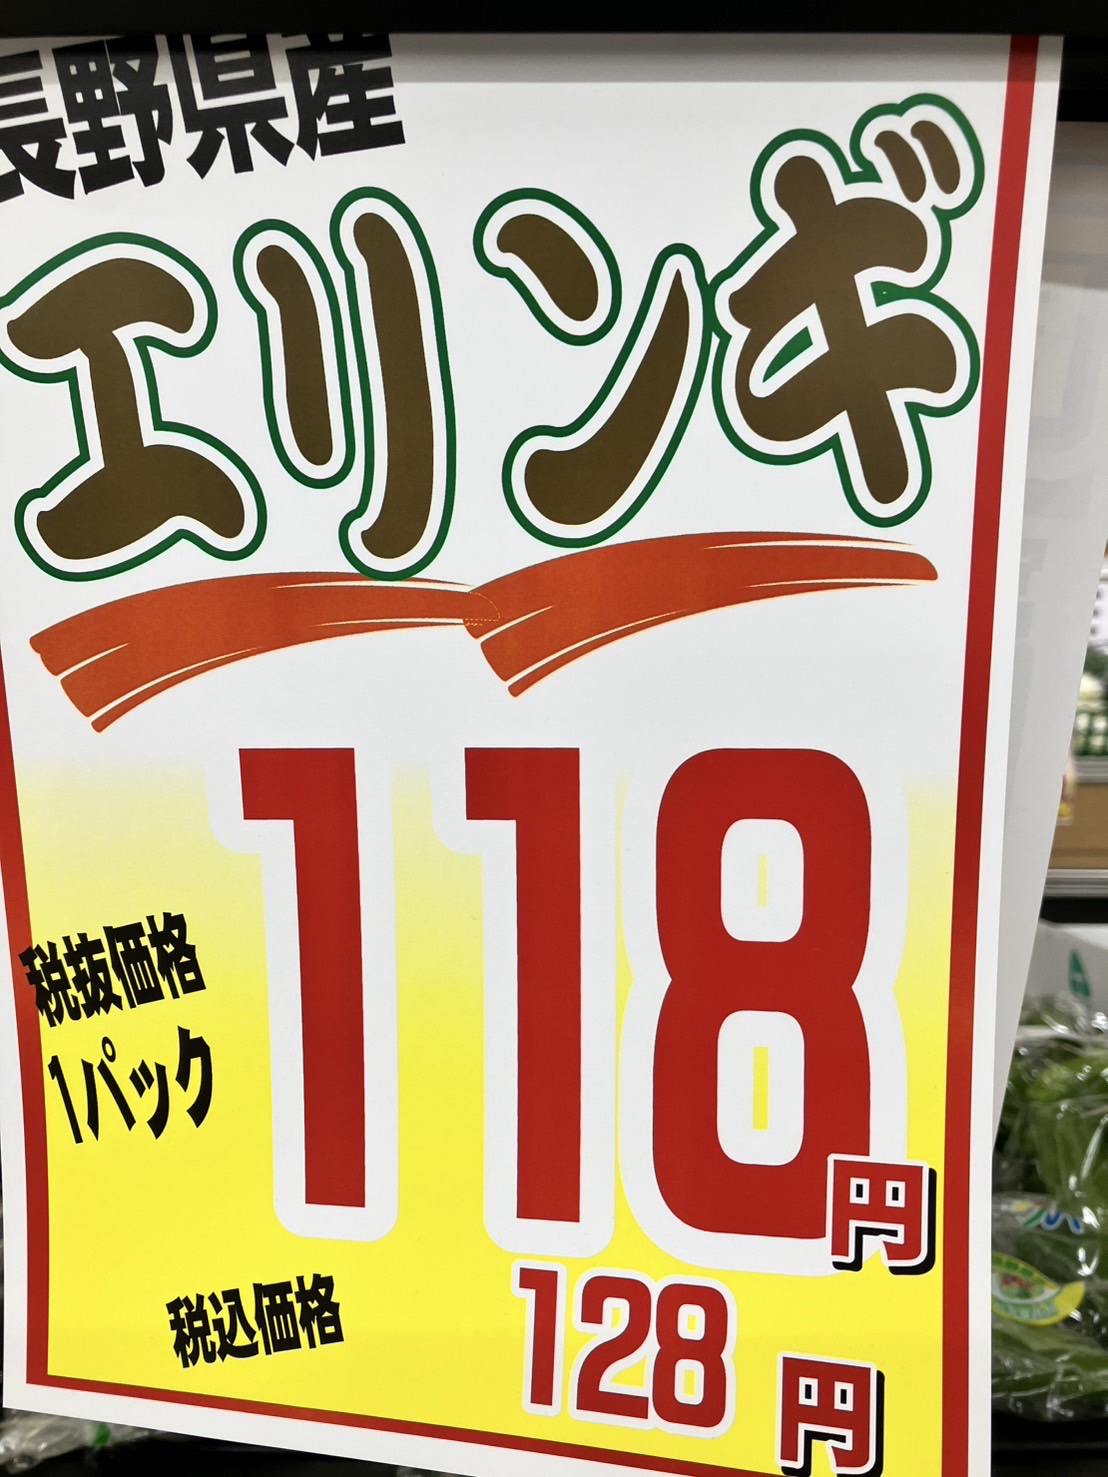 長野県産
エリンギ
118円
税抜価格
1パック
税込価格 128円